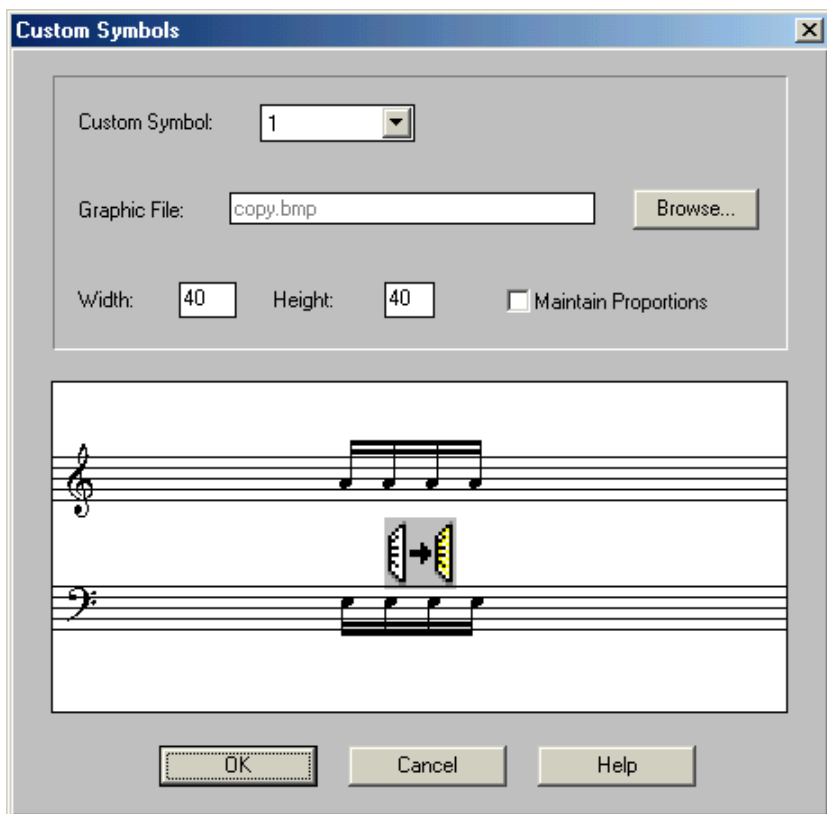 Custom Symbols
Custom Symbol: 1
Graphic File: copy.bmp Browse...
Width: 40 Height: 40 Maintain Proportions
OK Cancel Help